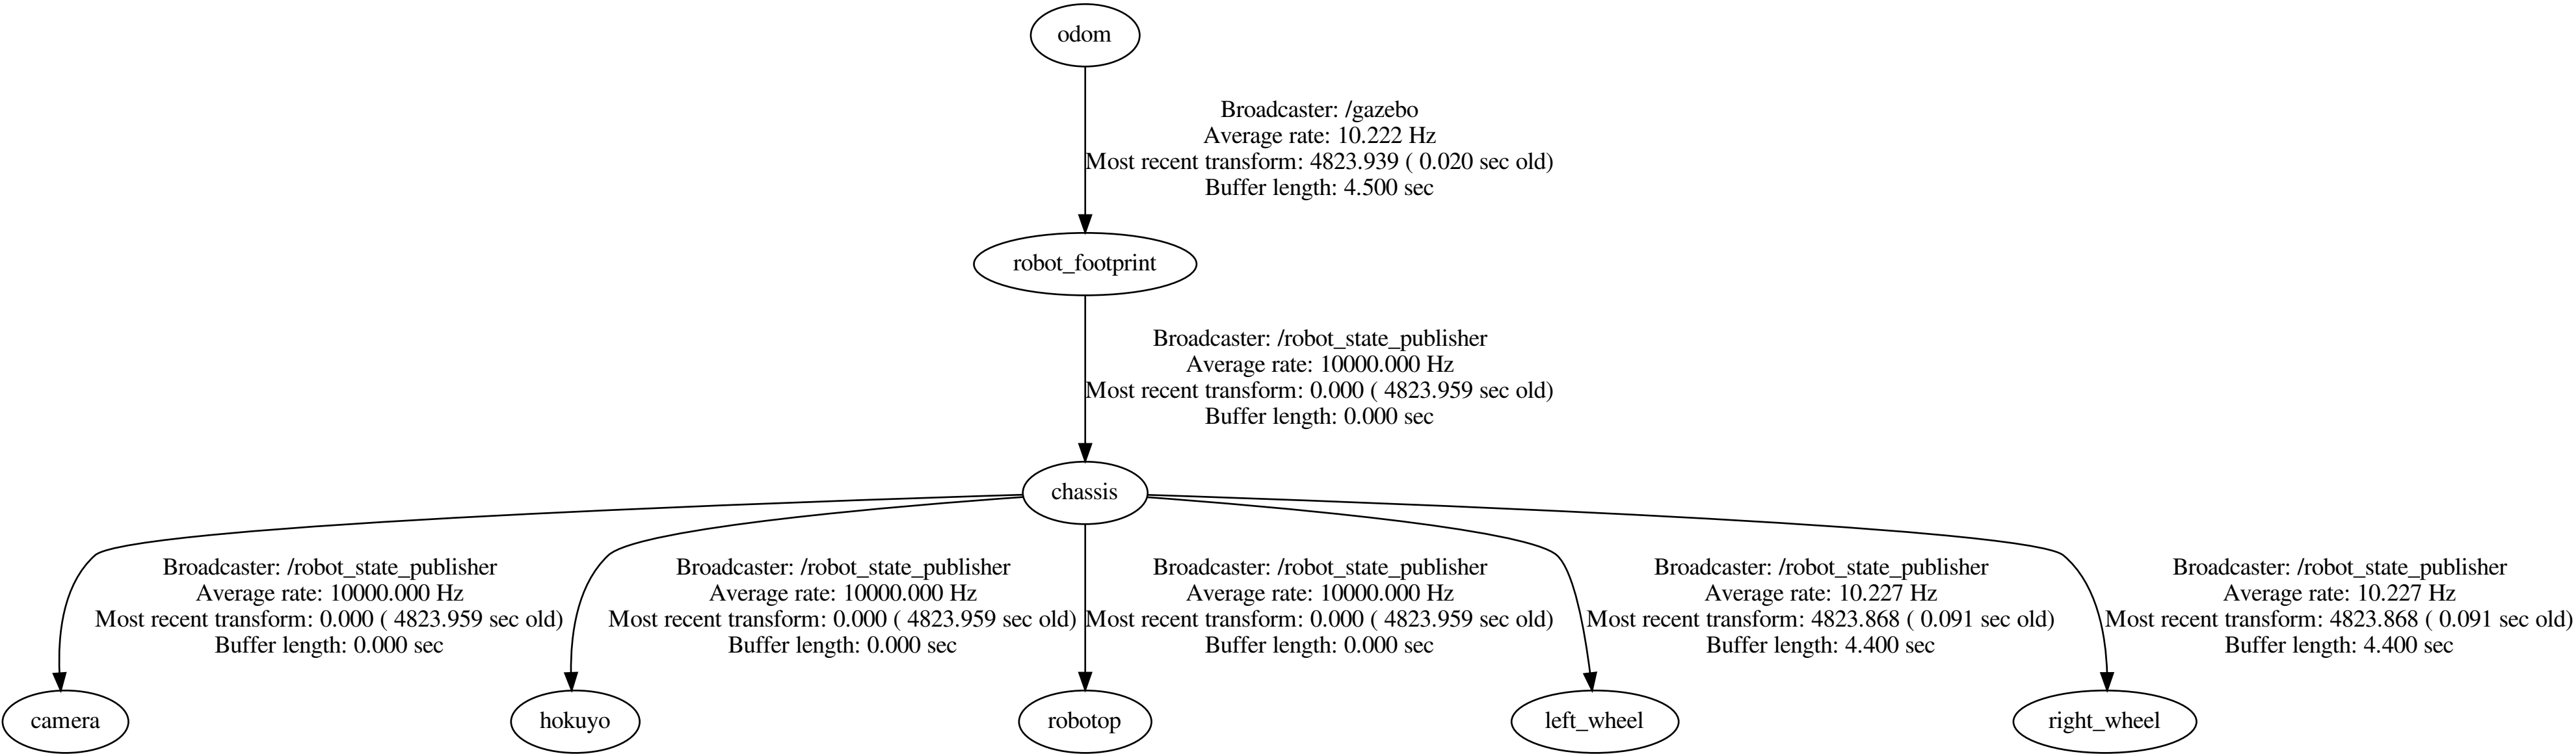 odom
Broadcaster: /gazebo
Average rate: 10.222 Hz
Most recent transform: 4823.939 ( 0.020 sec old)
Buffer length: 4.500 sec
robot_footprint
Broadcaster: /robot_state_publisher
Average rate: 10000.000 Hz
Most recent transform: 0.000 ( 4823.959 sec old)
Buffer length: 0.000 sec
chassis
Broadcaster: /robot_state_publisher
Average rate: 10000.000 Hz
Most recent transform: 0.000 ( 4823.959 sec old)
Buffer length: 0.000 sec
Broadcaster: /robot_state_publisher
Average rate: 10000.000 Hz
Most recent transform: 0.000 ( 4823.959 sec old)
Buffer length: 0.000 sec
Broadcaster: /robot_state_publisher
Average rate: 10000.000 Hz
Most recent transform: 0.000 ( 4823.959 sec old)
Buffer length: 0.000 sec
Broadcaster: /robot_state_publisher
Average rate: 10.227 Hz
Most recent transform: 4823.868 ( 0.091 sec old)
Buffer length: 4.400 sec
Broadcaster: /robot_state_publisher
Average rate: 10.227 Hz
Most recent transform: 4823.868 ( 0.091 sec old)
Buffer length: 4.400 sec
camera
hokuyo
robotop
left_wheel
right_wheel